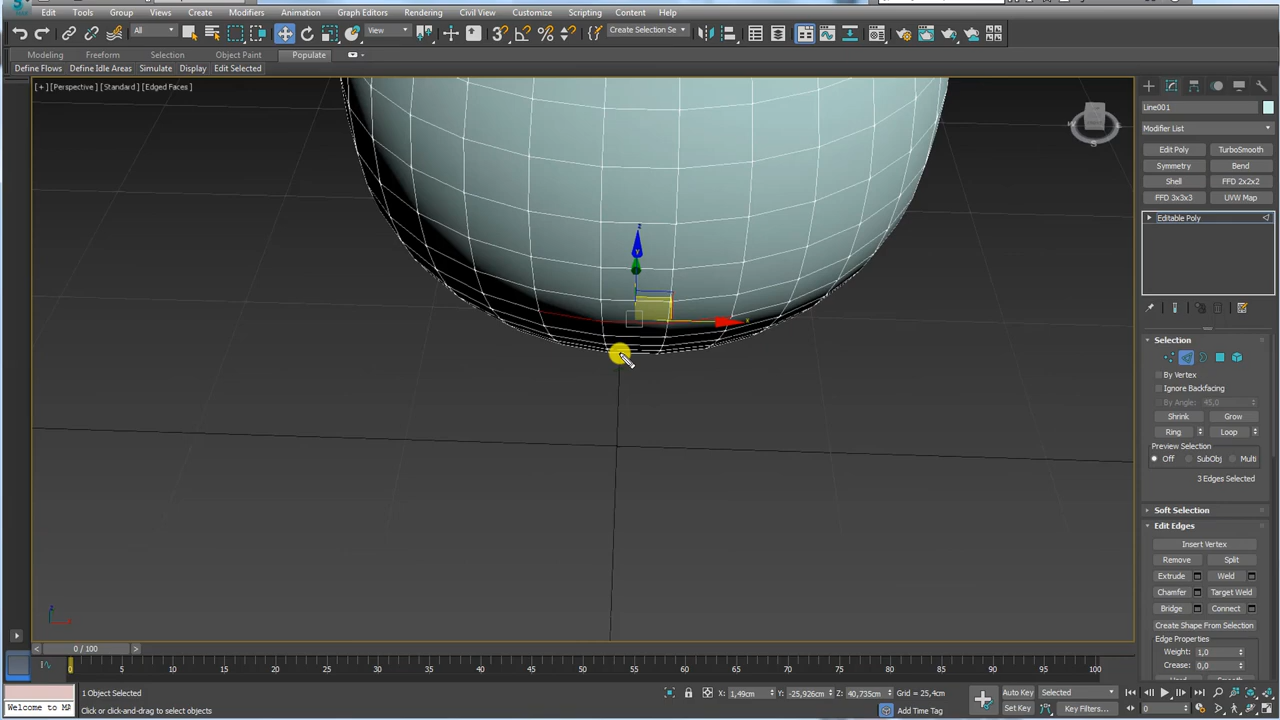 Edit Tools Group Views Create Modifiers Animation Graph Editors Rendering Civil View Customize Scripting Content Help
All View Create Selection Se
Modeling Freeform Selection Object Paint Populate
Define Flows Define Idle Areas Simulate Display Edit Selected
[ + ] [Perspective ] [Standard ] [Edged Faces ]
Line001
Modifier List
Edit Poly TurboSmooth
Symmetry Bend
Shell FFD 2x2x2
FFD 3x3x3 UVW Map
Editable Poly
Selection
By Vertex
Ignore Backfacing
By Angle: 45,0
Shrink Grow
Ring Loop
Preview Selection
Off SubObj Multi
3 Edges Selected
Soft Selection
Edit Edges
Insert Vertex
Remove Split
Extrude Weld
Chamfer Target Weld
Bridge Connect
Create Shape From Selection
Edge Properties
Weight: 1,0
Crease: 0,0
z
y
x
S
< 0 / 100 >
0 5 10 15 20 25 30 35 40 45 50 55 60 65 70 75 80 85 90 95 100
1 Object Selected X: 1,49cm Y: -25,926cm Z: 40,735cm Grid = 25,4cm Auto Key Selected
Welcome to MA Click or click-and-drag to select objects Add Time Tag Set Key Key Filters... 0